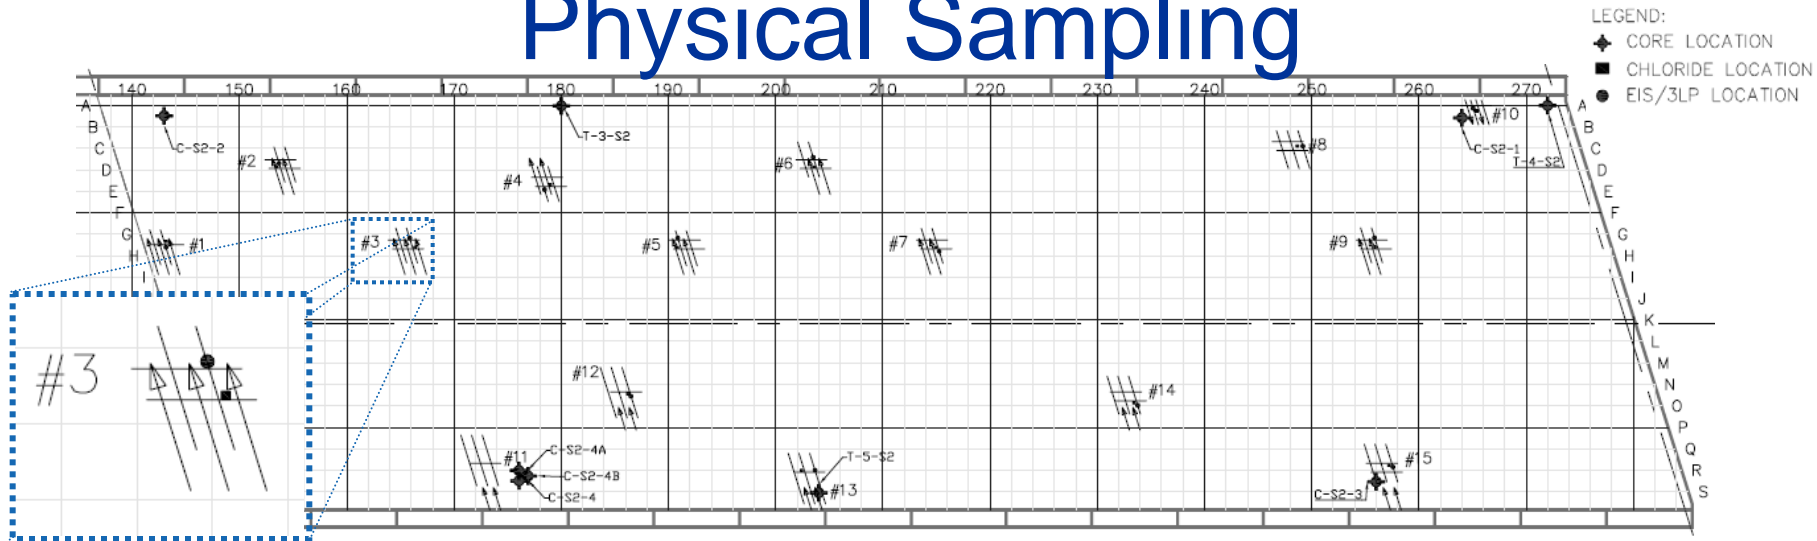 Physical Sampling
LEGEND:
CORE LOCATION
CHLORIDE LOCATION
EIS/3LP LOCATION
140 150 160 170 180 190 200 210 220 230 240 250 260 270
A A
B B
C C
D D
E E
F F
G G
H H
I I
J
K
L
M
N
O
P
Q
R
S
C-S2-2
T-3-S2
#10
C-S2-1
T-4-S2
#2
#4
#6
#8
#1
#3
#5
#7
#9
#3
#12
#14
#11
C-S2-4A
C-S2-4B
C-S2-4
T-5-S2
#13
#15
C-S2-3